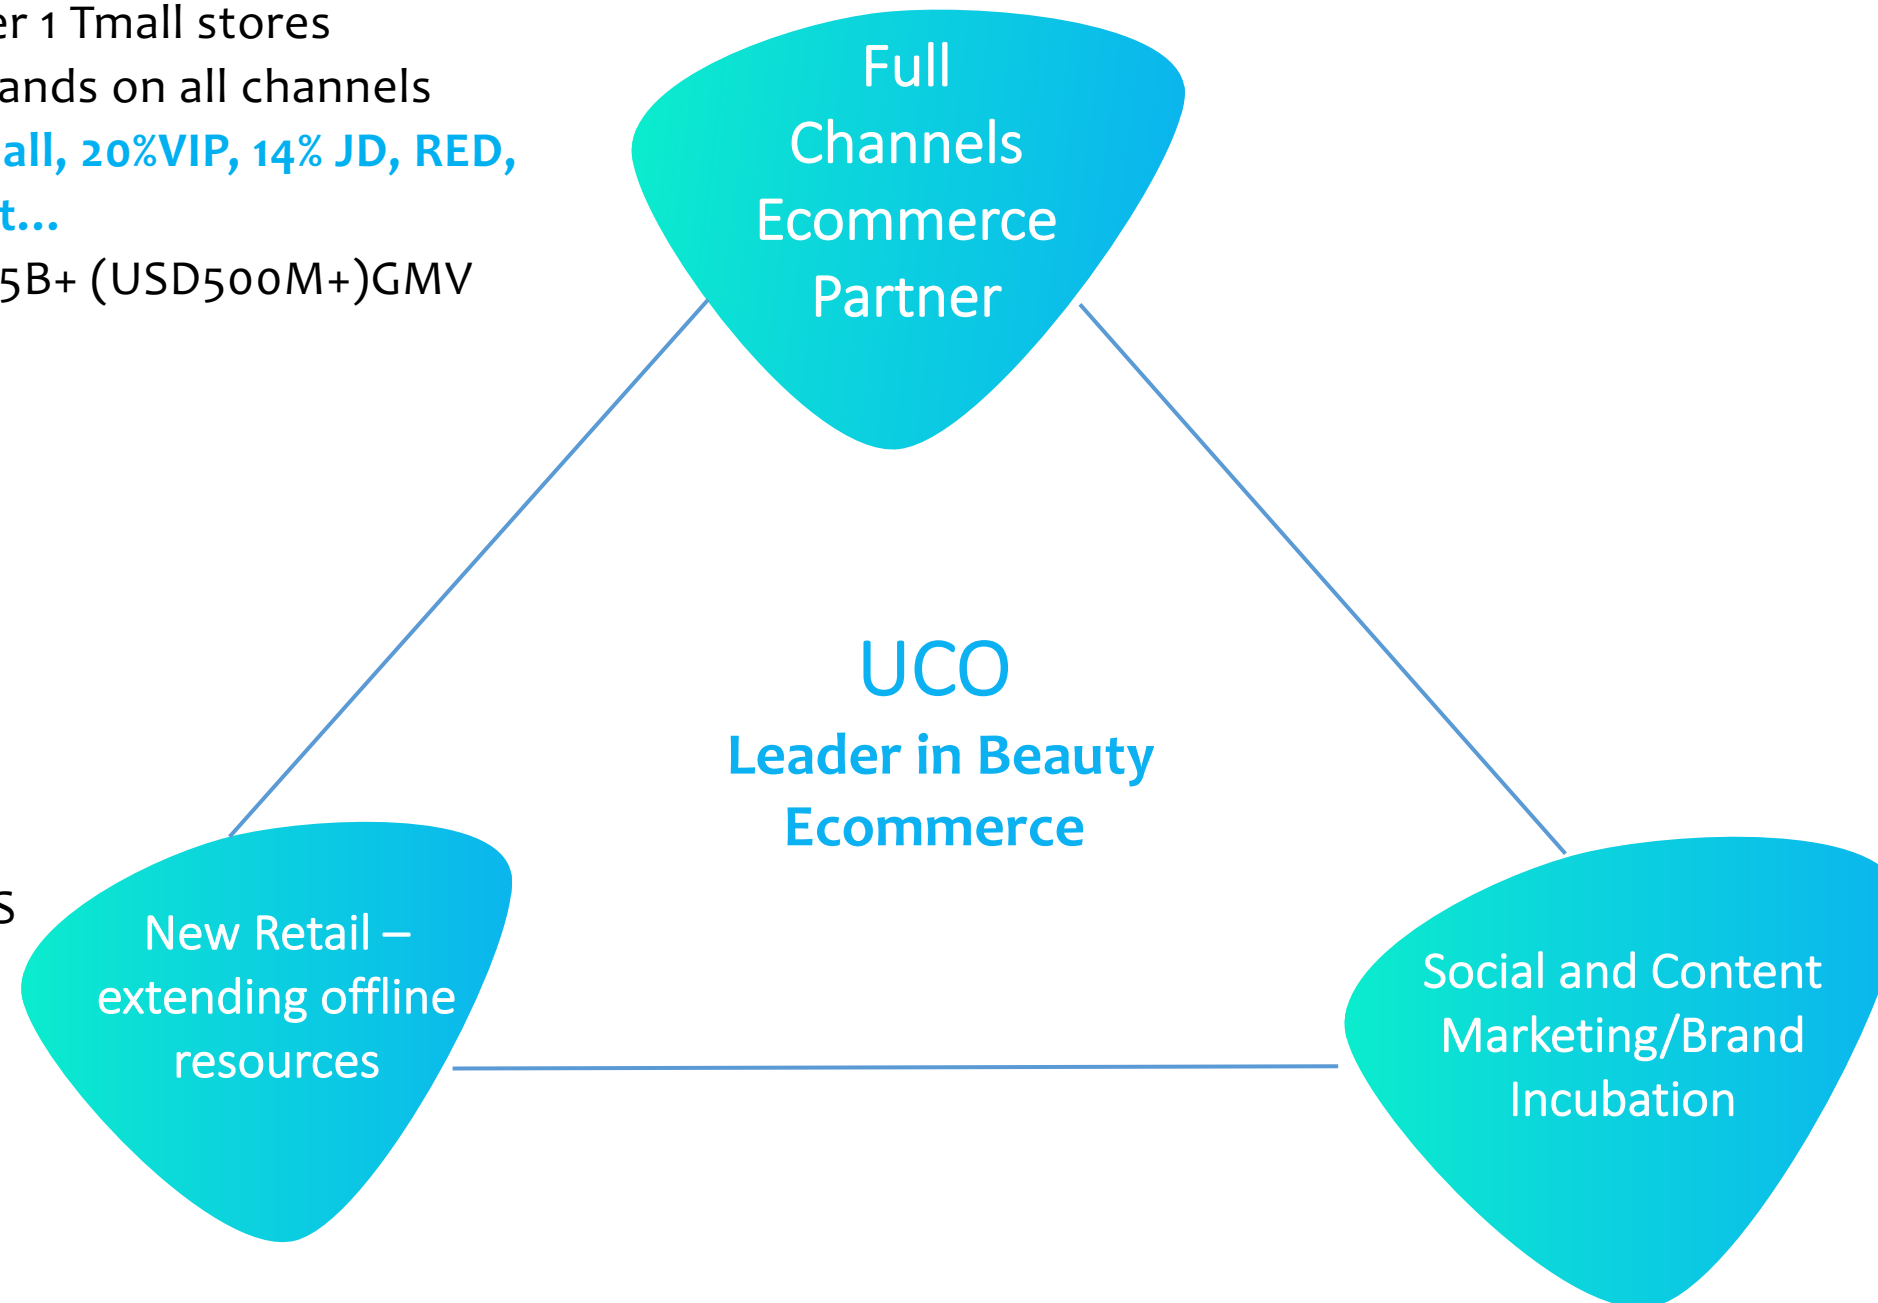 er 1 Tmall stores
ands on all channels
all, 20%VIP, 14% JD, RED,
t...
5B+ (USD500M+)GMV
Full
Channels
Ecommerce
Partner
UCO
Leader in Beauty
Ecommerce
s
New Retail –
extending offline
resources
Social and Content
Marketing/Brand
Incubation